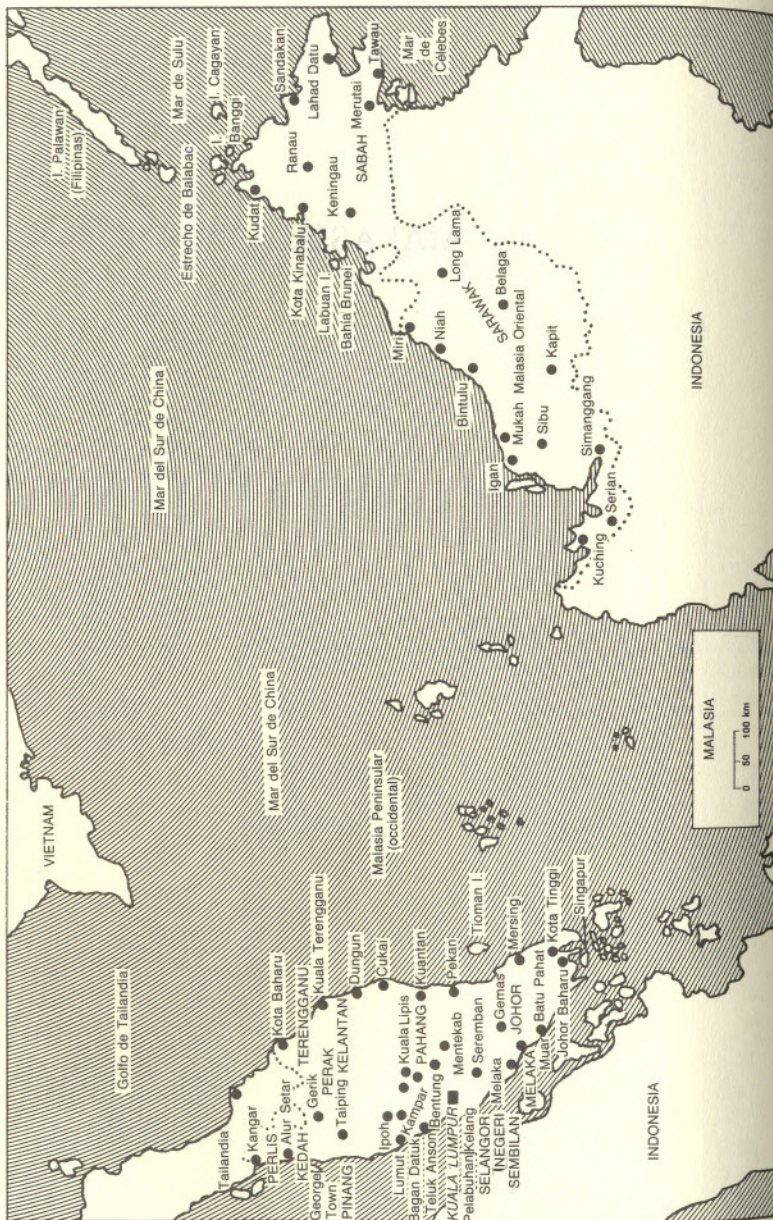 VIETNAM
Golfo de Tailandia
Mar del Sur de China
Mar del Sur de China
Malasia Peninsular
(occidental)
Tailandia
Kangar
PERLIS
Alur Setar
KEDAH
George
Town
PINANG
Kota Baharu
TERENGGANU
Kuala Terengganu
Gerik
PERAK
Taiping
KELANTAN
Dungun
Cukai
Ipoh
Kuala Lipis
Lumut
Kampar
PAHANG
Kuantan
Bagan Datuk
Teluk Anson
Bentung
Mentekab
Pekan
KUALA LUMPUR
Pelabuhan Kelang
SELANGOR
Seremban
NEGERI
SEMBILAN
Tioman I.
Melaka
Gemas
MELAKA
JOHOR
Mersing
Muar
Batu Pahat
Kota Tinggi
Johor Baharu
Singapur
INDONESIA
I. Palawan
(Filipinas)
Mar de Sulu
Estrecho de Balabac
I. Cagayan
I.
Banggi
Kudat
Sandakan
Ranau
Lahad Datu
Kota Kinabalu
Keningau
SABAH
Merutai
Tawau
Mar
de
Célebes
Labuan I.
Bahía Brunei
Miri
Niah
Long Lama
Bintulu
SARAWAK
Belaga
Mukah
Malasia Oriental
Igan
Sibu
Kapit
Simanggang
Serian
Kuching
INDONESIA
MALASIA
0 50 100 km